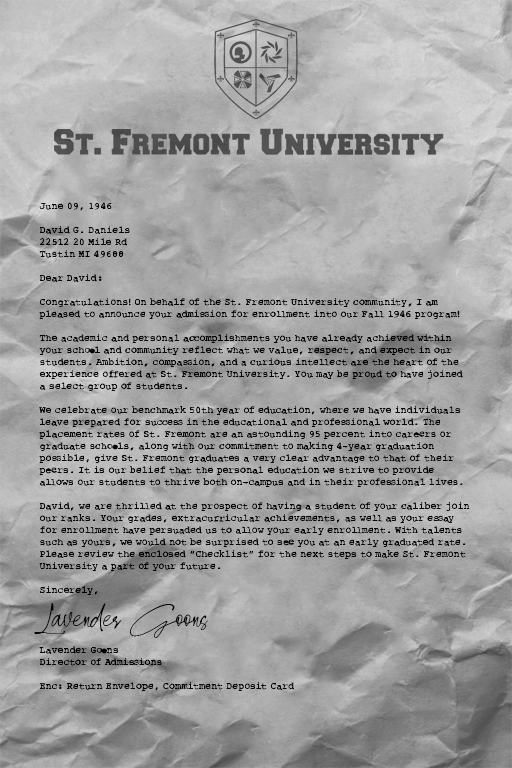 St. Fremont University
June 09, 1946
David G. Daniels
22512 20 Mile Rd
Tustin MI 49688
Dear David:
Congratulations! On behalf of the St. Fremont University community, I am
pleased to announce your admission for enrollment into our Fall 1946 program!
The academic and personal accomplishments you have already achieved within
your school and community reflect what we value, respect, and expect in our
students. Ambition, compassion, and a curious intellect are the heart of the
experience offered at St. Fremont University. You may be proud to have joined
a select group of students.
We celebrate our benchmark 50th year of education, where we have individuals
leave prepared for success in the educational and professional world. The
placement rates of St. Fremont are an astounding 95 percent into careers or
graduate schools, along with our commitment to making 4-year graduation
possible, give St. Fremont graduates a very clear advantage to that of their
peers. It is our belief that the personal education we strive to provide
allows our students to thrive both on-campus and in their professional lives.
David, we are thrilled at the prospect of having a student of your caliber join
our ranks. Your grades, extracurricular achievements, as well as your essay
for enrollment have persuaded us to allow your early enrollment. With talents
such as yours, we would not be surprised to see you at an early graduated rate.
Please review the enclosed "Checklist" for the next steps to make St. Fremont
University a part of your future.
Sincerely,
Lavender Goons
Lavender Goons
Director of Admissions
Enc: Return Envelope, Commitment Deposit Card